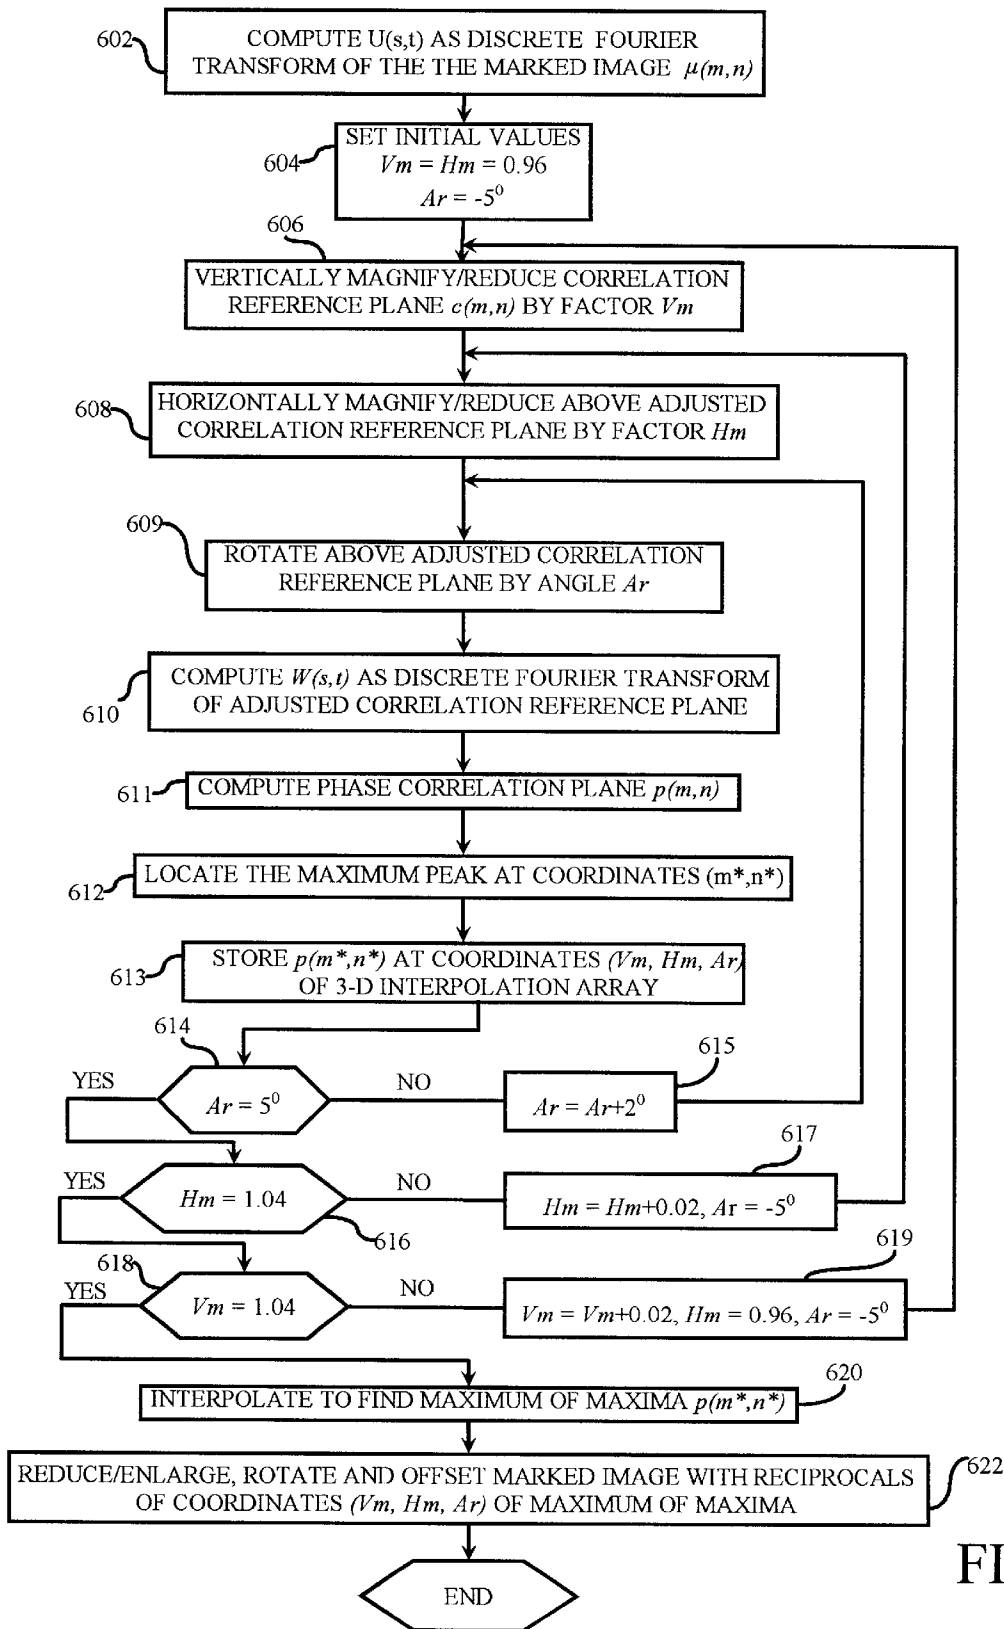 602
COMPUTE U(s,t) AS DISCRETE FOURIER
TRANSFORM OF THE THE MARKED IMAGE μ(m,n)
604
SET INITIAL VALUES
Vm = Hm = 0.96
Ar = -5⁰
606
VERTICALLY MAGNIFY/REDUCE CORRELATION
REFERENCE PLANE c(m,n) BY FACTOR Vm
608
HORIZONTALLY MAGNIFY/REDUCE ABOVE ADJUSTED
CORRELATION REFERENCE PLANE BY FACTOR Hm
609
ROTATE ABOVE ADJUSTED CORRELATION
REFERENCE PLANE BY ANGLE Ar
610
COMPUTE W(s,t) AS DISCRETE FOURIER TRANSFORM
OF ADJUSTED CORRELATION REFERENCE PLANE
611
COMPUTE PHASE CORRELATION PLANE p(m,n)
612
LOCATE THE MAXIMUM PEAK AT COORDINATES (m*,n*)
613
STORE p(m*,n*) AT COORDINATES (Vm, Hm, Ar)
OF 3-D INTERPOLATION ARRAY
614
YES
Ar = 5⁰
NO
615
Ar = Ar+2⁰
YES
Hm = 1.04
616
NO
617
Hm = Hm+0.02, Ar = -5⁰
618
YES
Vm = 1.04
NO
619
Vm = Vm+0.02, Hm = 0.96, Ar = -5⁰
620
INTERPOLATE TO FIND MAXIMUM OF MAXIMA p(m*,n*)
622
REDUCE/ENLARGE, ROTATE AND OFFSET MARKED IMAGE WITH RECIPROCALS
OF COORDINATES (Vm, Hm, Ar) OF MAXIMUM OF MAXIMA
END
FI